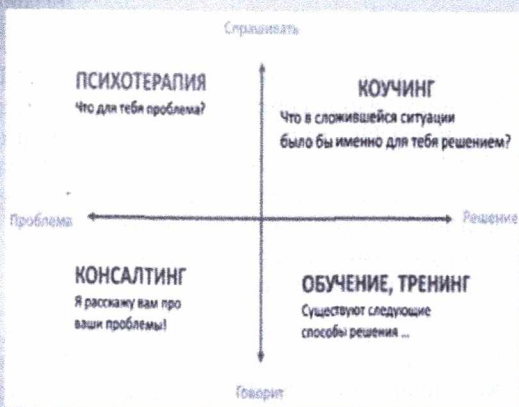 Спрашивать
ПСИХОТЕРАПИЯ
Что для тебя проблема?
КОУЧИНГ
Что в сложившейся ситуации
было бы именно для тебя решением?
Проблема
Решение
КОНСАЛТИНГ
Я расскажу вам про
ваши проблемы!
ОБУЧЕНИЕ, ТРЕНИНГ
Существуют следующие
способы решения ...
Говорит